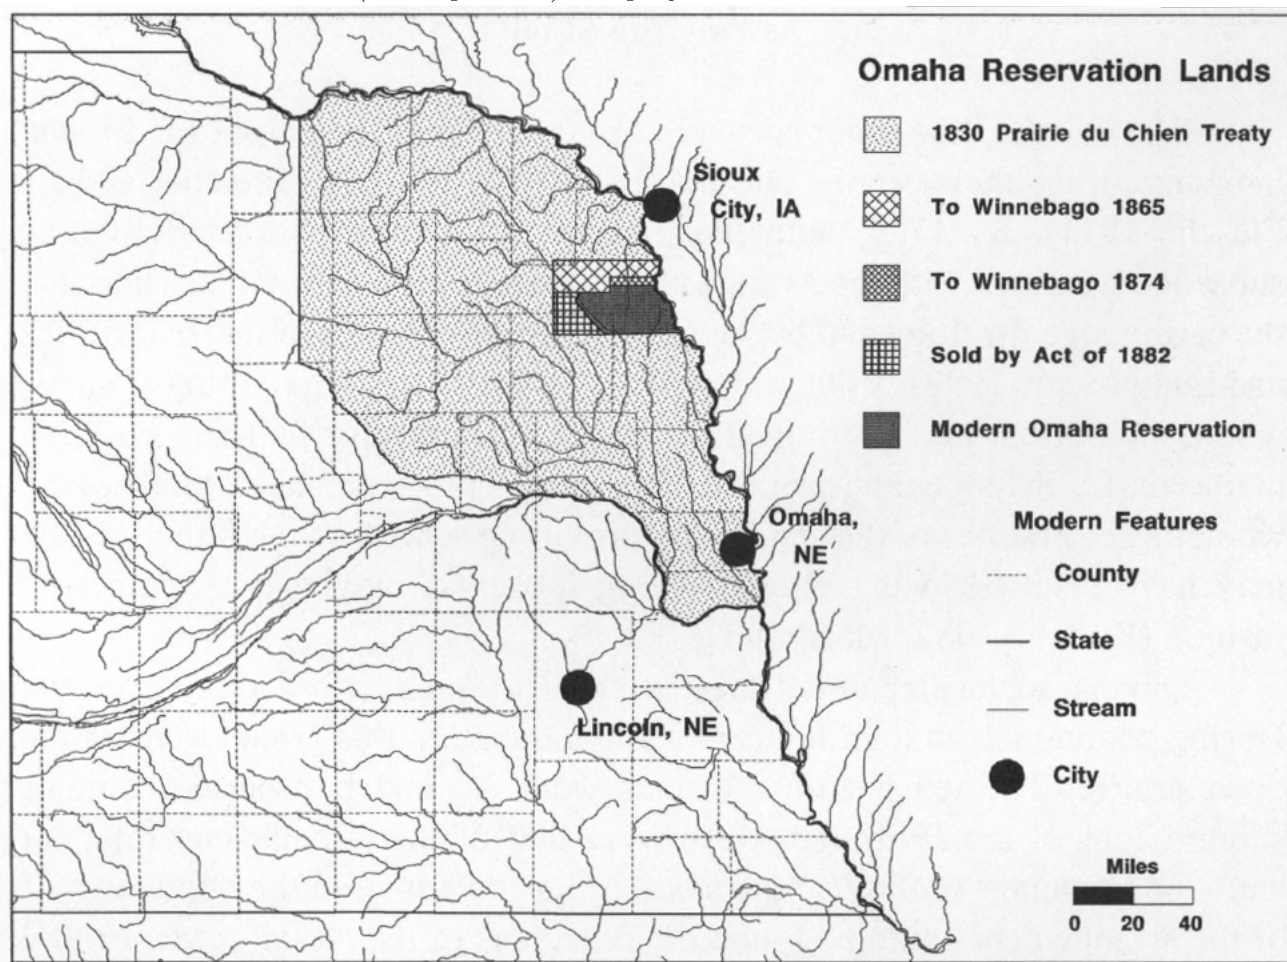 Omaha Reservation Lands
1830 Prairie du Chien Treaty
To Winnebago 1865
To Winnebago 1874
Sold by Act of 1882
Modern Omaha Reservation
Modern Features
County
State
Stream
City
Miles
0 20 40
Sioux
City, IA
Omaha,
NE
Lincoln, NE